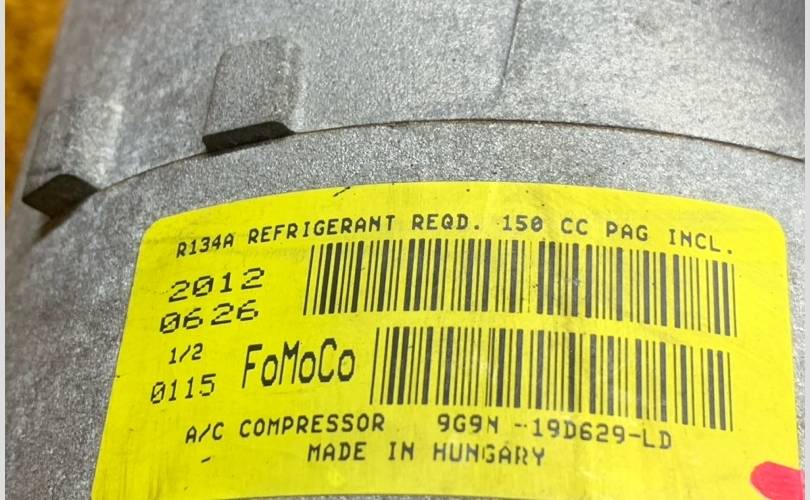 R134A REFRIGERANT REQD. 150 CC PAG INCL.
2012
0626
1/2
0115 FoMoCo
A/C COMPRESSOR 9G9N -19D629-LD
MADE IN HUNGARY